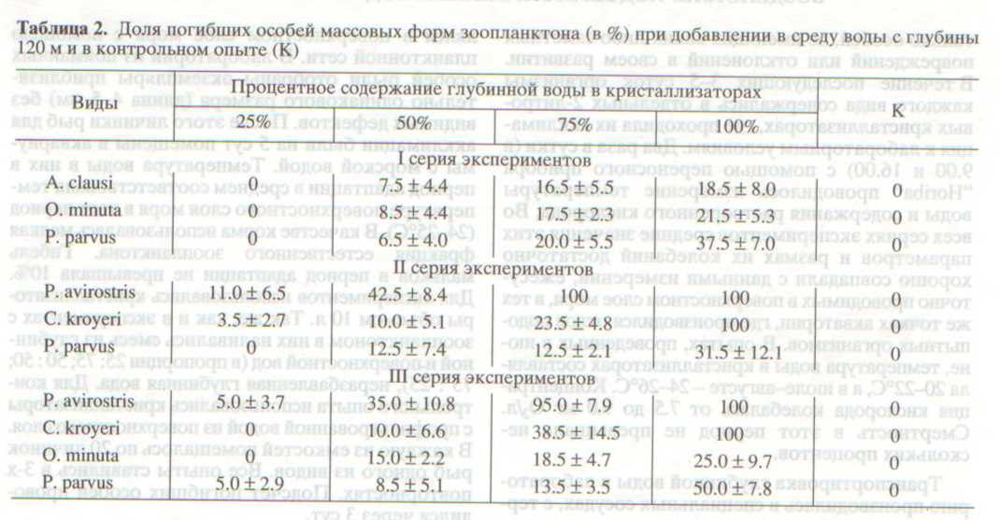 Таблица 2. Доля погибших особей массовых форм зоопланктона (в %) при добавлении в среду воды с глубины
120 м и в контрольном опыте (К)
Виды Процентное содержание глубинной воды в кристаллизаторах К
25% 50% 75% 100%
I серия экспериментов
A. clausi 0 7.5 ± 4.4 16.5 ± 5.5 18.5 ± 8.0 0
O. minuta 0 8.5 ± 4.4 17.5 ± 2.3 21.5 ± 5.3 0
P. parvus 0 6.5 ± 4.0 20.0 ± 5.5 37.5 ± 7.0 0
II серия экспериментов
P. avirostris 11.0 ± 6.5 42.5 ± 8.4 100 100 0
C. kroyeri 3.5 ± 2.7 10.0 ± 5.1 23.5 ± 4.8 100 0
P. parvus 0 12.5 ± 7.4 12.5 ± 2.1 31.5 ± 12.1 0
III серия экспериментов
P. avirostris 5.0 ± 3.7 35.0 ± 10.8 95.0 ± 7.9 100 0
C. kroyeri 0 10.0 ± 6.6 38.5 ± 14.5 100 0
O. minuta 0 15.0 ± 2.2 18.5 ± 4.7 25.0 ± 9.7 0
P. parvus 5.0 ± 2.9 8.5 ± 5.1 13.5 ± 3.5 50.0 ± 7.8 0